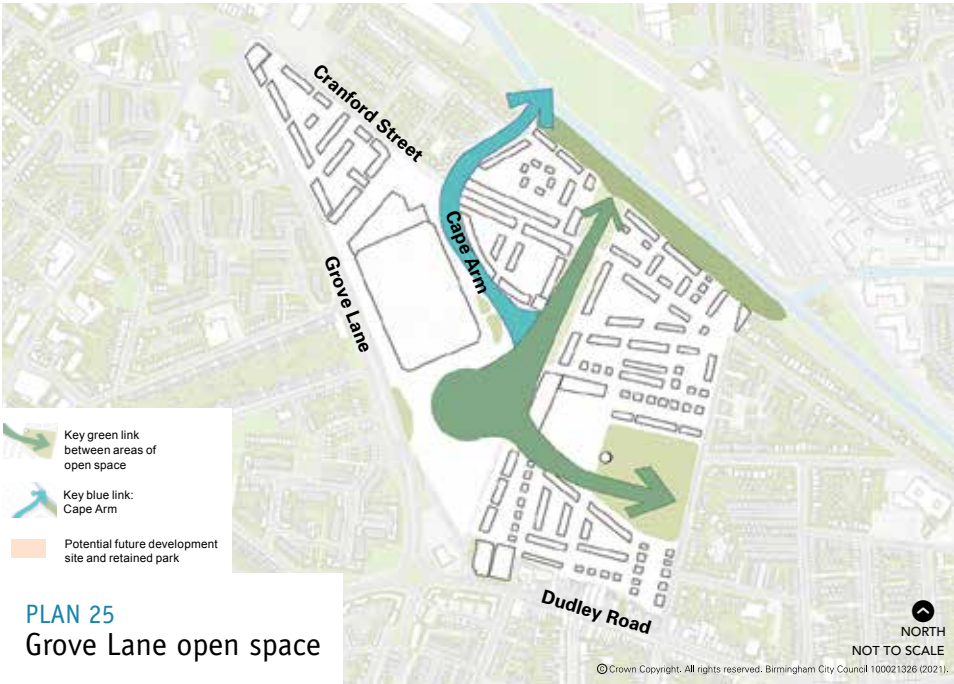 Cranford Street
Cape Arm
Grove Lane
Key green link
between areas of
open space
Key blue link:
Cape Arm
Potential future development
site and retained park
Dudley Road
PLAN 25
Grove Lane open space
NORTH
NOT TO SCALE
© Crown Copyright. All rights reserved. Birmingham City Council 100021326 (2021).